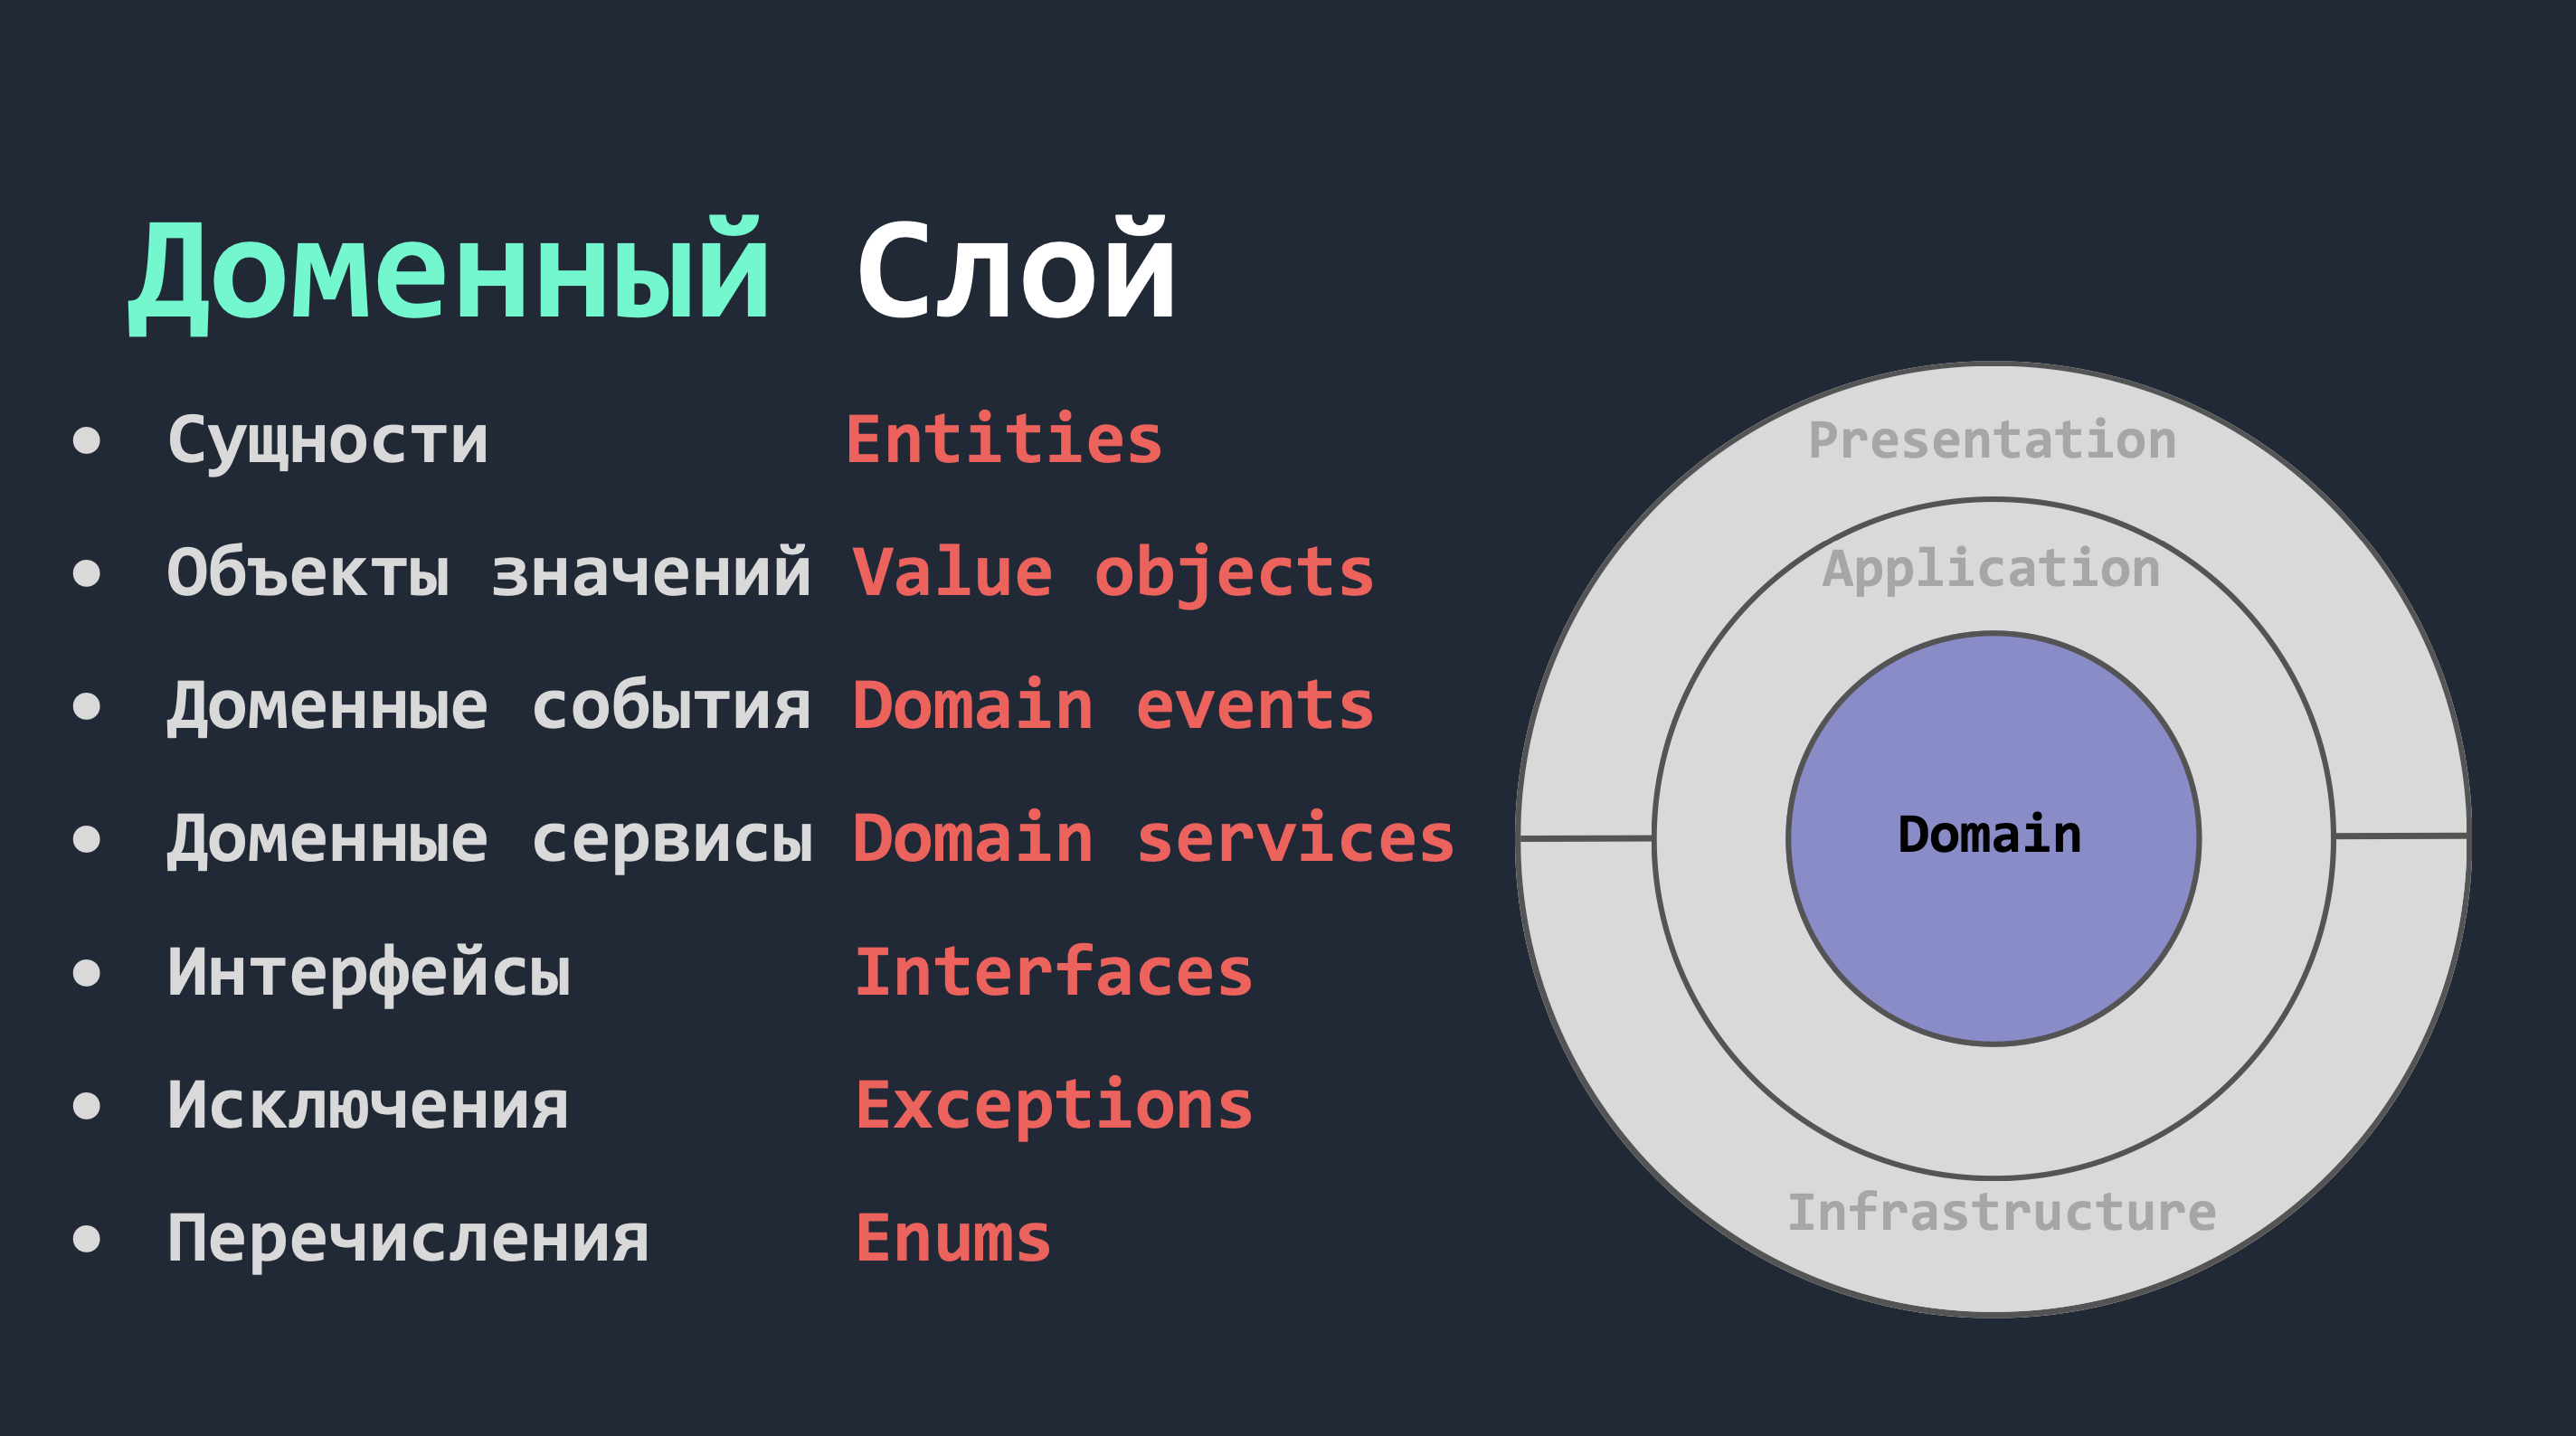 Доменный Слой
• Сущности Entities
• Объекты значений Value objects
• Доменные события Domain events
• Доменные сервисы Domain services
• Интерфейсы Interfaces
• Исключения Exceptions
• Перечисления Enums
Presentation
Application
Domain
Infrastructure